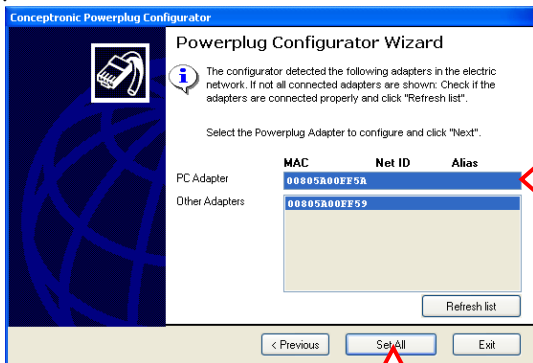 Conceptronic Powerplug Configurator
Powerplug Configurator Wizard
The configurator detected the following adapters in the electric
network. If not all connected adapters are shown: Check if the
adapters are connected properly and click "Refresh list".
Select the Powerplug Adapter to configure and click "Next".
MAC Net ID Alias
PC Adapter 00805A00FF5A
Other Adapters 00805A00FF59
Refresh list
< Previous Set All Exit